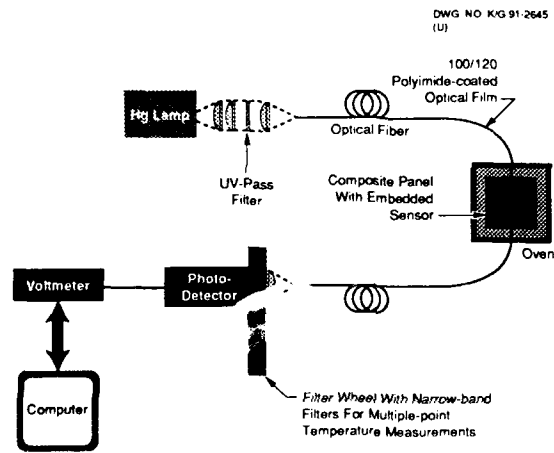 DWG NO K/G 91-2645
(U)
100/120
Polyimide-coated
Optical Film
Hg Lamp
Optical Fiber
UV-Pass
Filter
Composite Panel
With Embedded
Sensor
Oven
Photo-
Detector
Voltmeter
Computer
Filter Wheel With Narrow-band
Filters For Multiple-point
Temperature Measurements